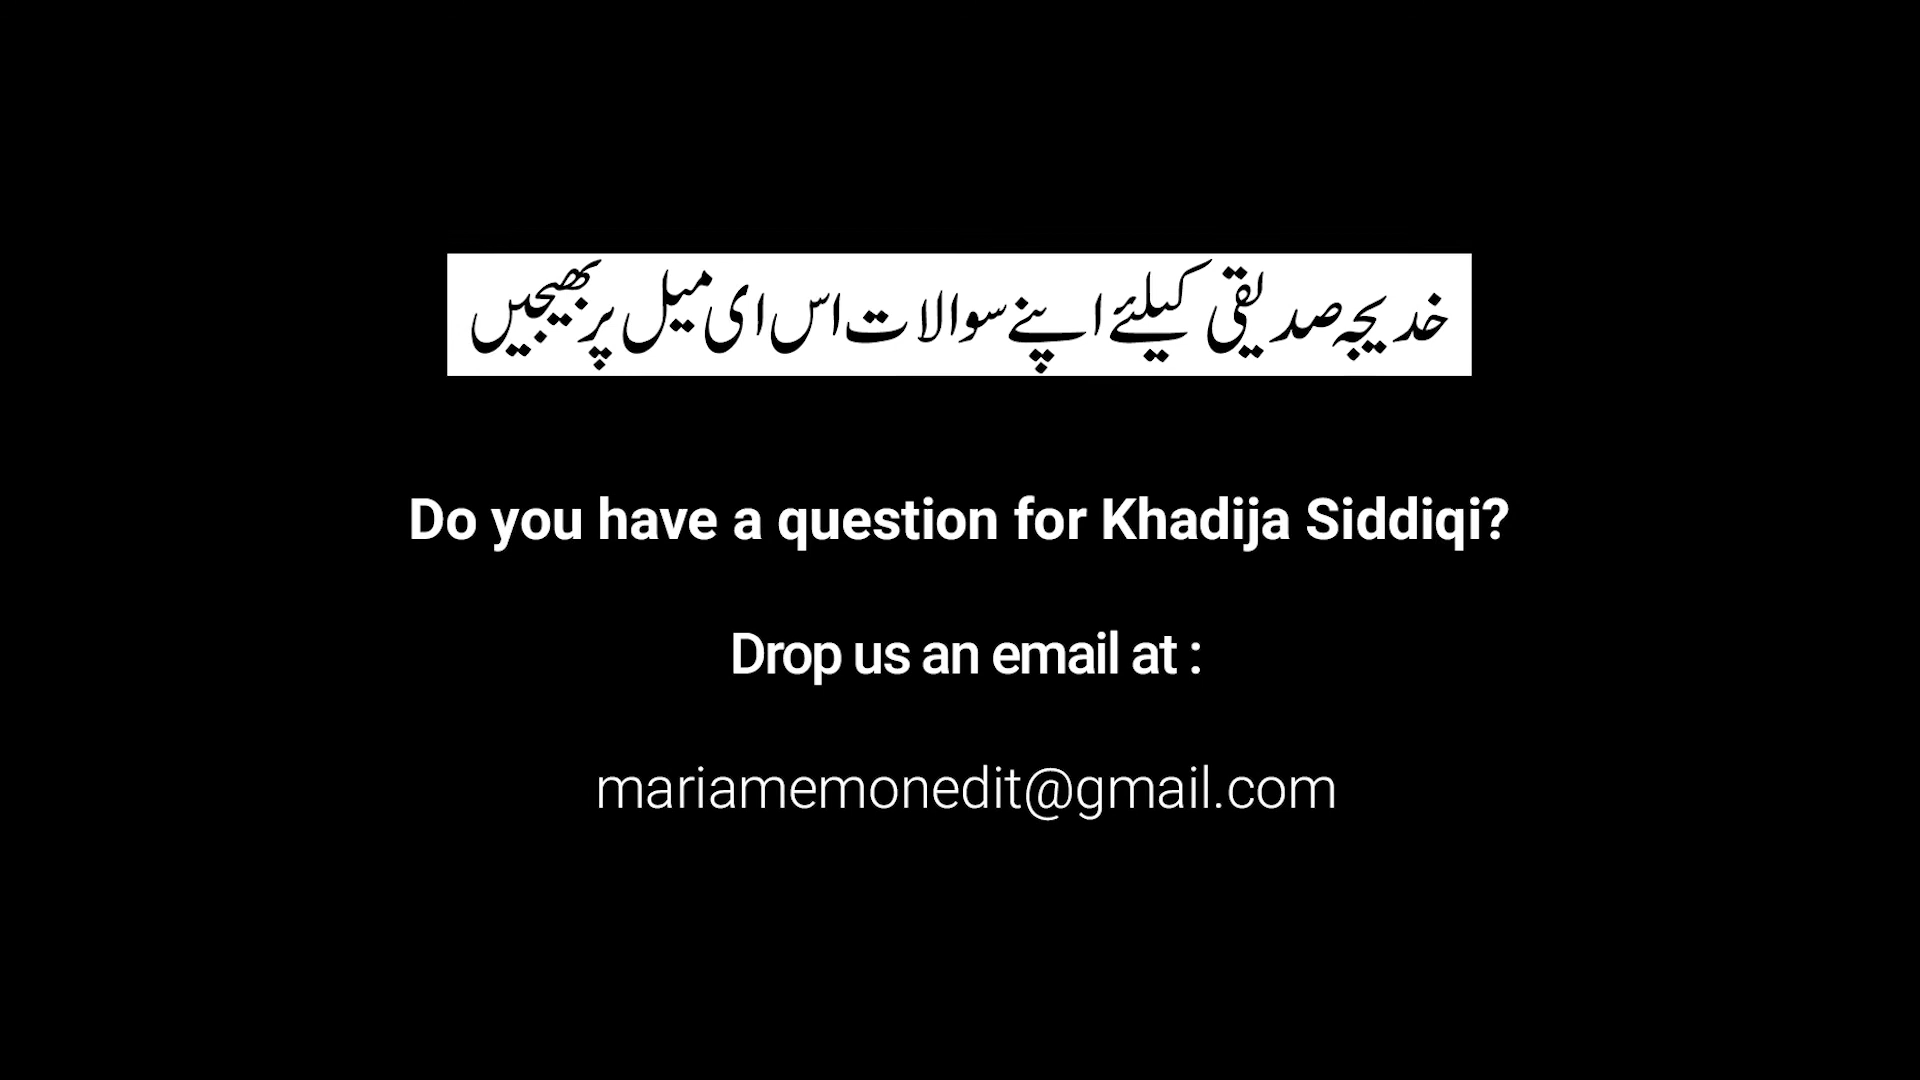 خدیجہ صدیقی کیلئے اپنے سوالات اس ای میل پر بھیجیں
Do you have a question for Khadija Siddiqi?
Drop us an email at :
mariamemonedit@gmail.com